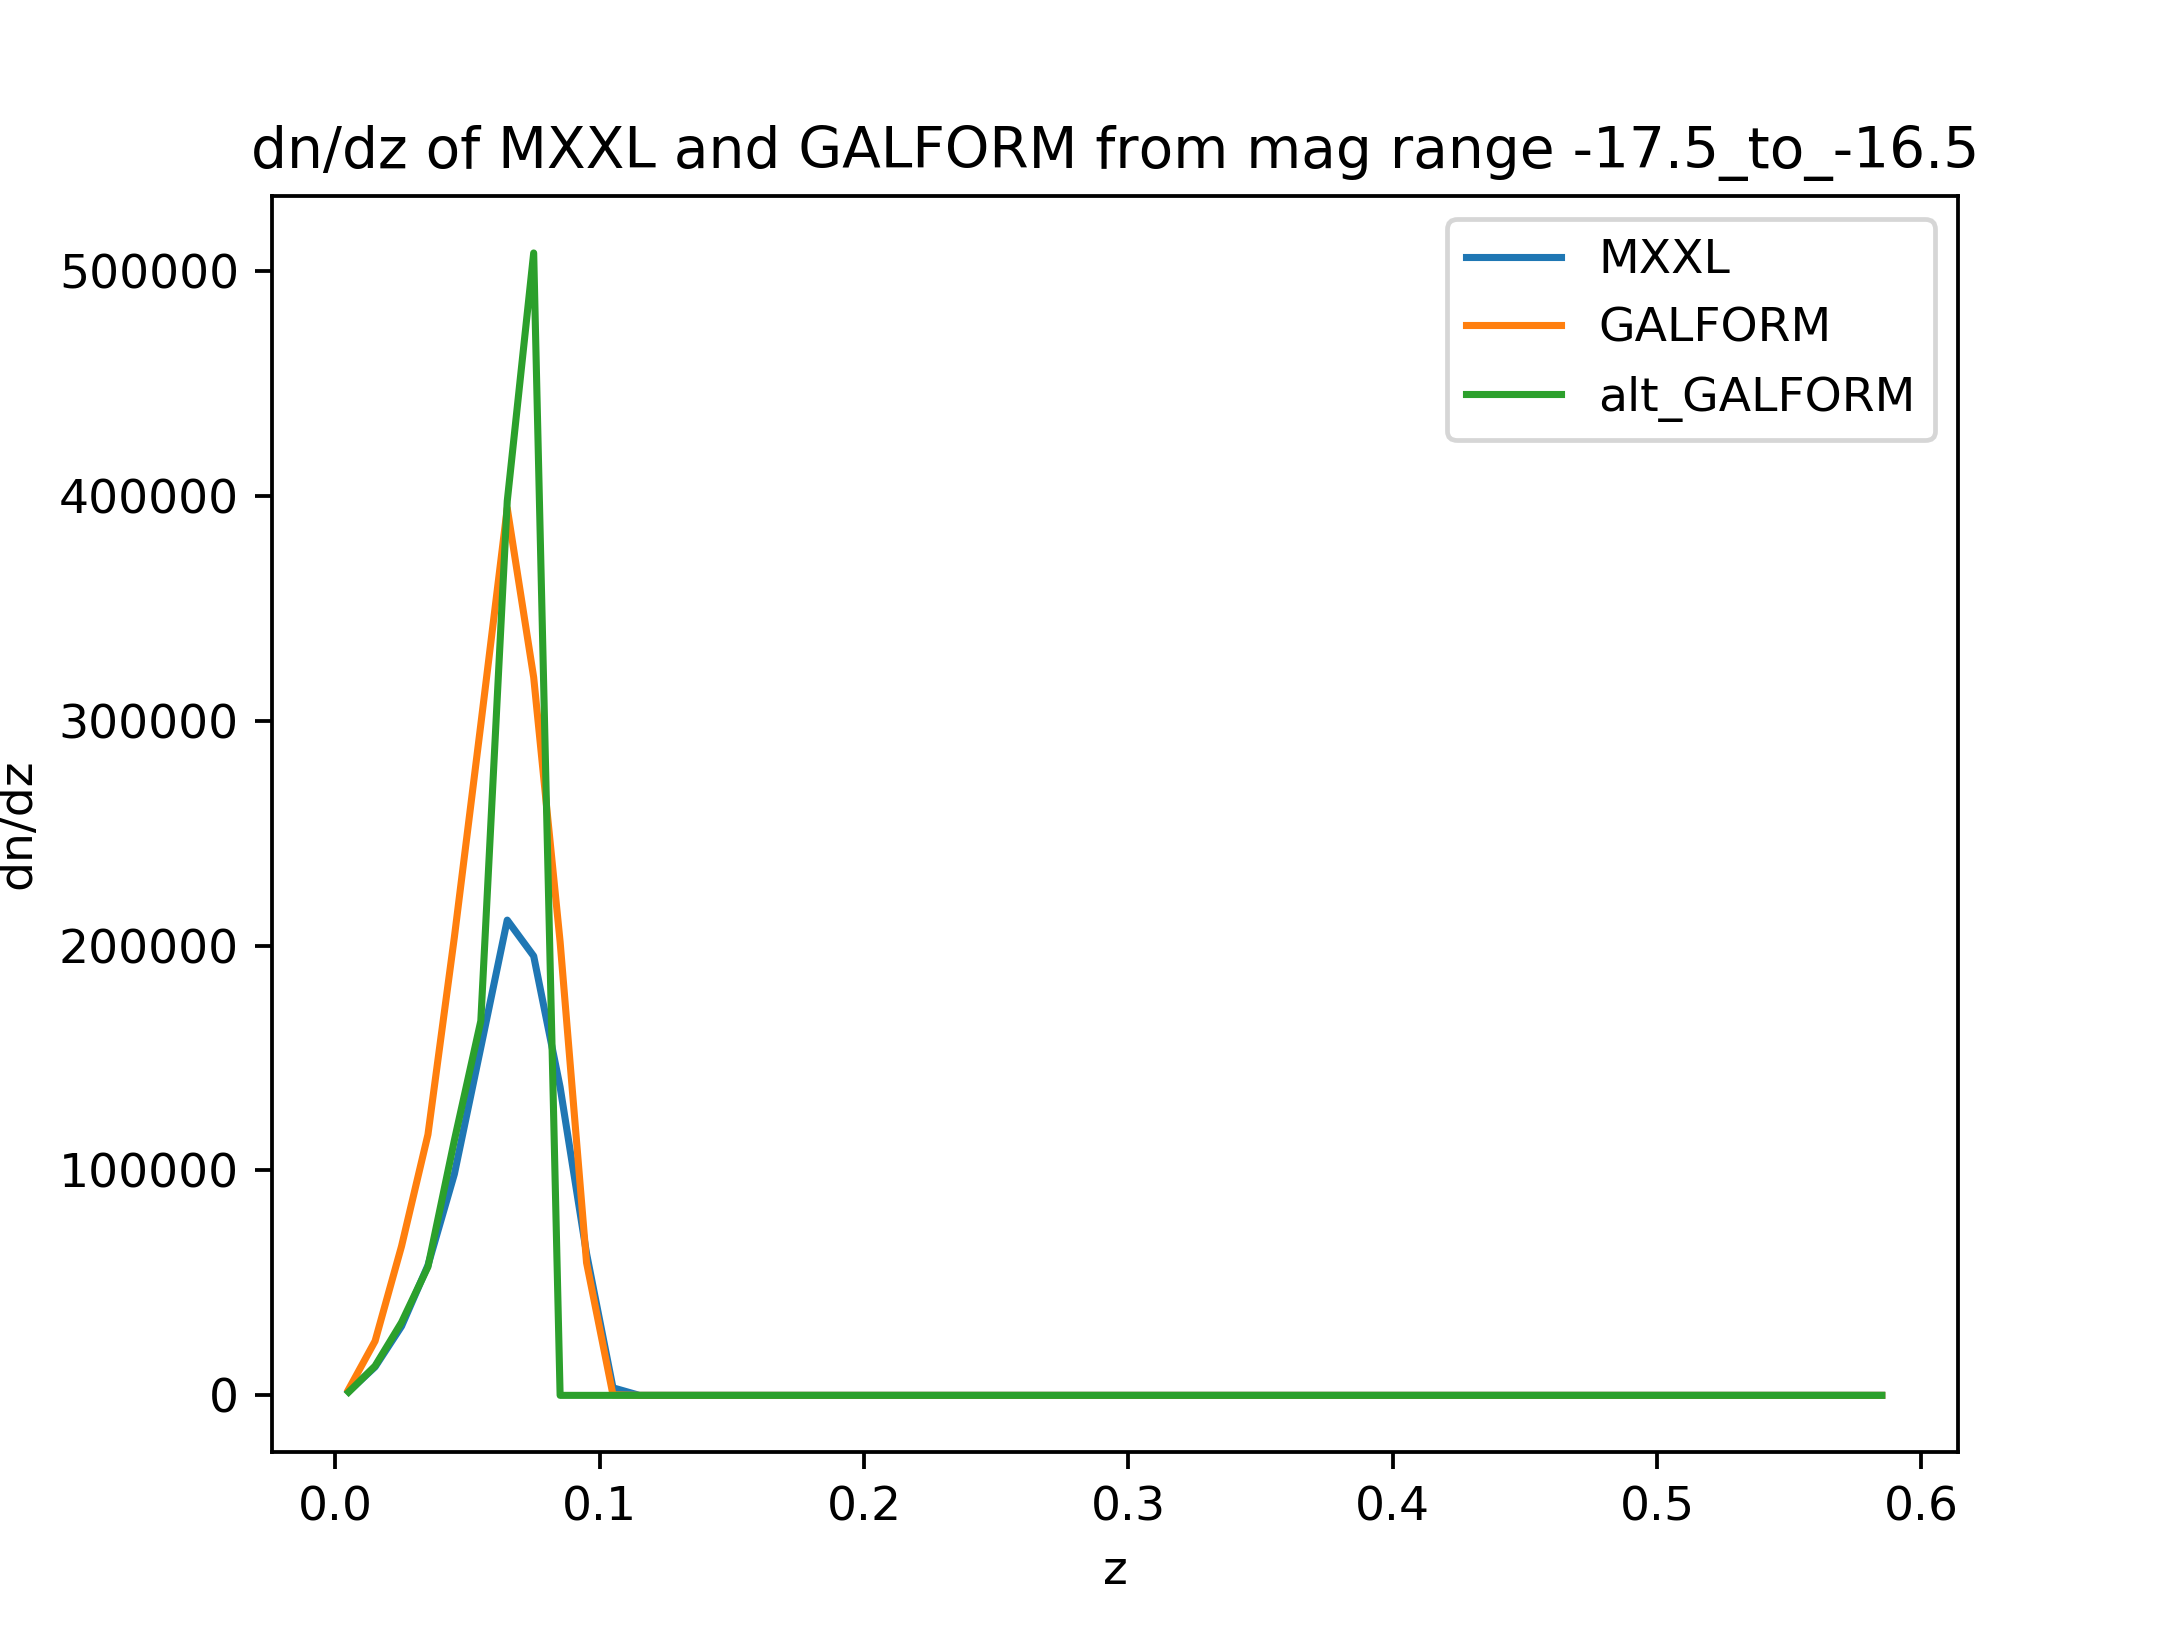 dn/dz of MXXL and GALFORM from mag range -17.5_to_-16.5
MXXL
GALFORM
alt_GALFORM
500000
400000
300000
200000
100000
0
dn/dz
0.0 0.1 0.2 0.3 0.4 0.5 0.6
z